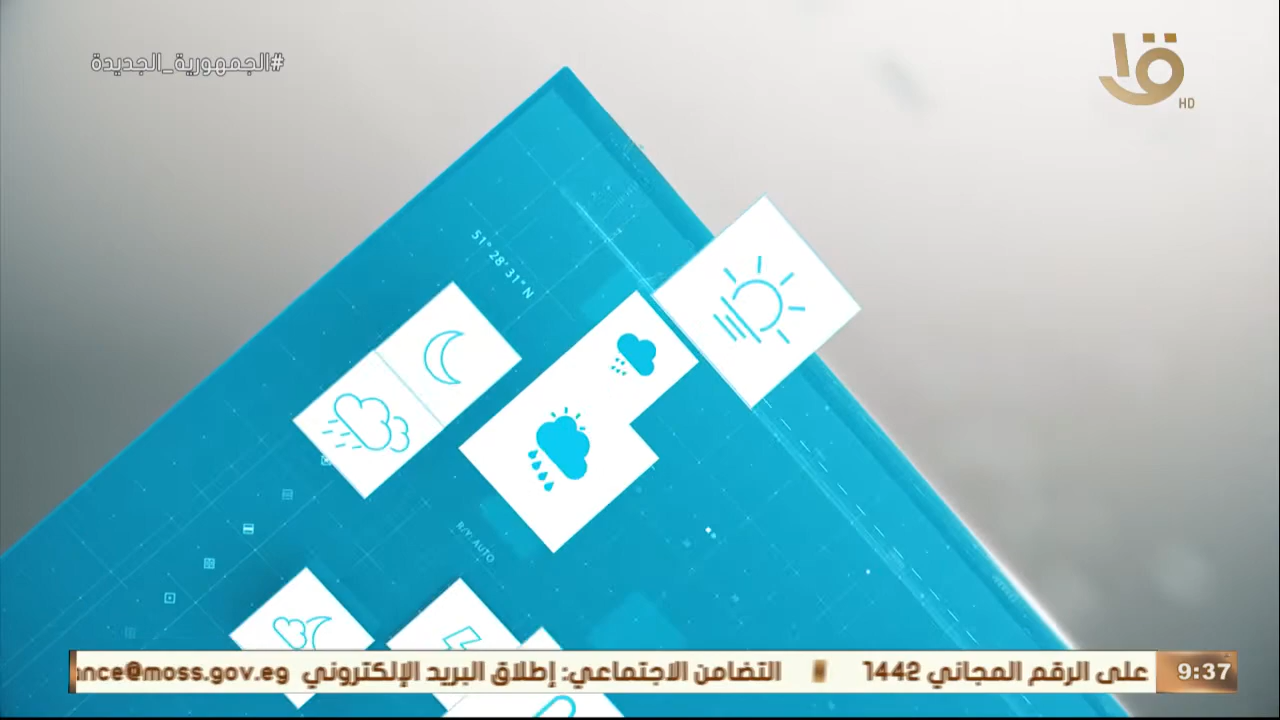 #الجمهورية_الجديدة
HD
51° 28' 31" N
R/Y: AUTO
على الرقم المجاني 1442 التضامن الاجتماعي: إطلاق البريد الإلكتروني nce@moss.gov.eg
9:37